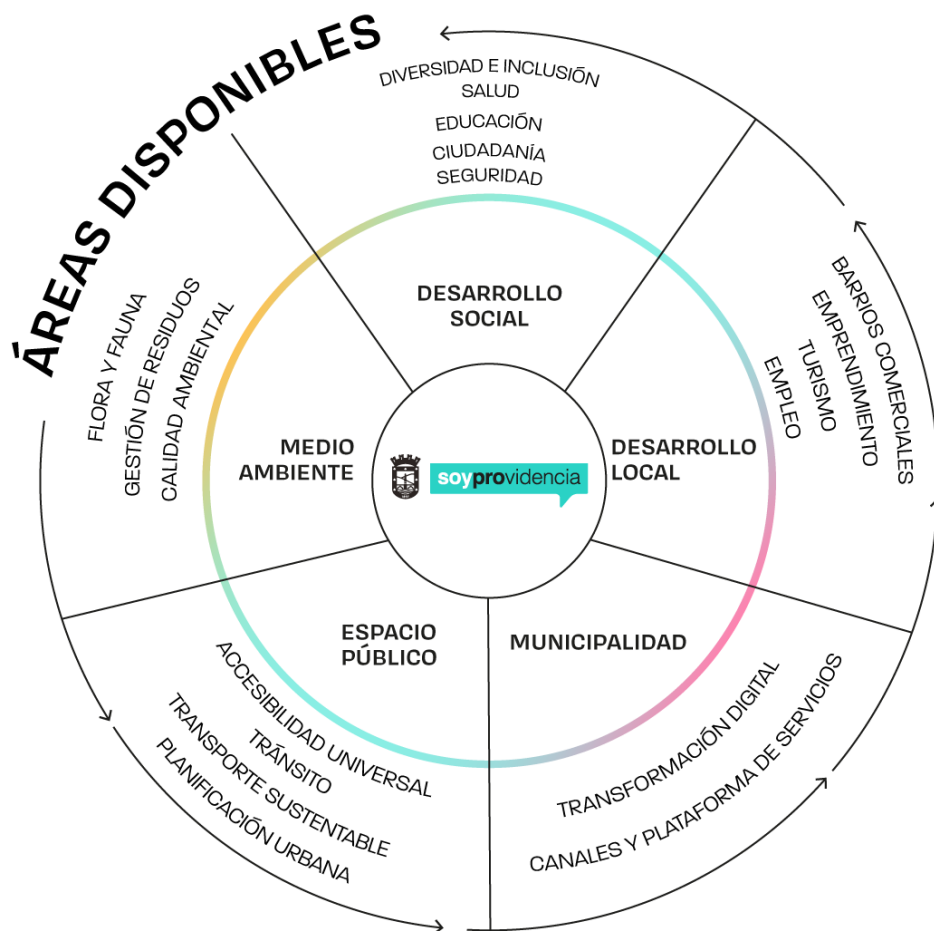 ÁREAS DISPONIBLES
DIVERSIDAD E INCLUSIÓN
SALUD
EDUCACIÓN
CIUDADANÍA
SEGURIDAD
DESARROLLO
SOCIAL
BARRIOS COMERCIALES
EMPRENDIMIENTO
TURISMO
EMPLEO
DESARROLLO
LOCAL
FLORA Y FAUNA
GESTIÓN DE RESIDUOS
CALIDAD AMBIENTAL
MEDIO
AMBIENTE
soyprovidencia
ESPACIO
PÚBLICO
MUNICIPALIDAD
ACCESIBILIDAD UNIVERSAL
TRÁNSITO
TRANSPORTE SUSTENTABLE
PLANIFICACIÓN URBANA
TRANSFORMACIÓN DIGITAL
CANALES Y PLATAFORMA DE SERVICIOS